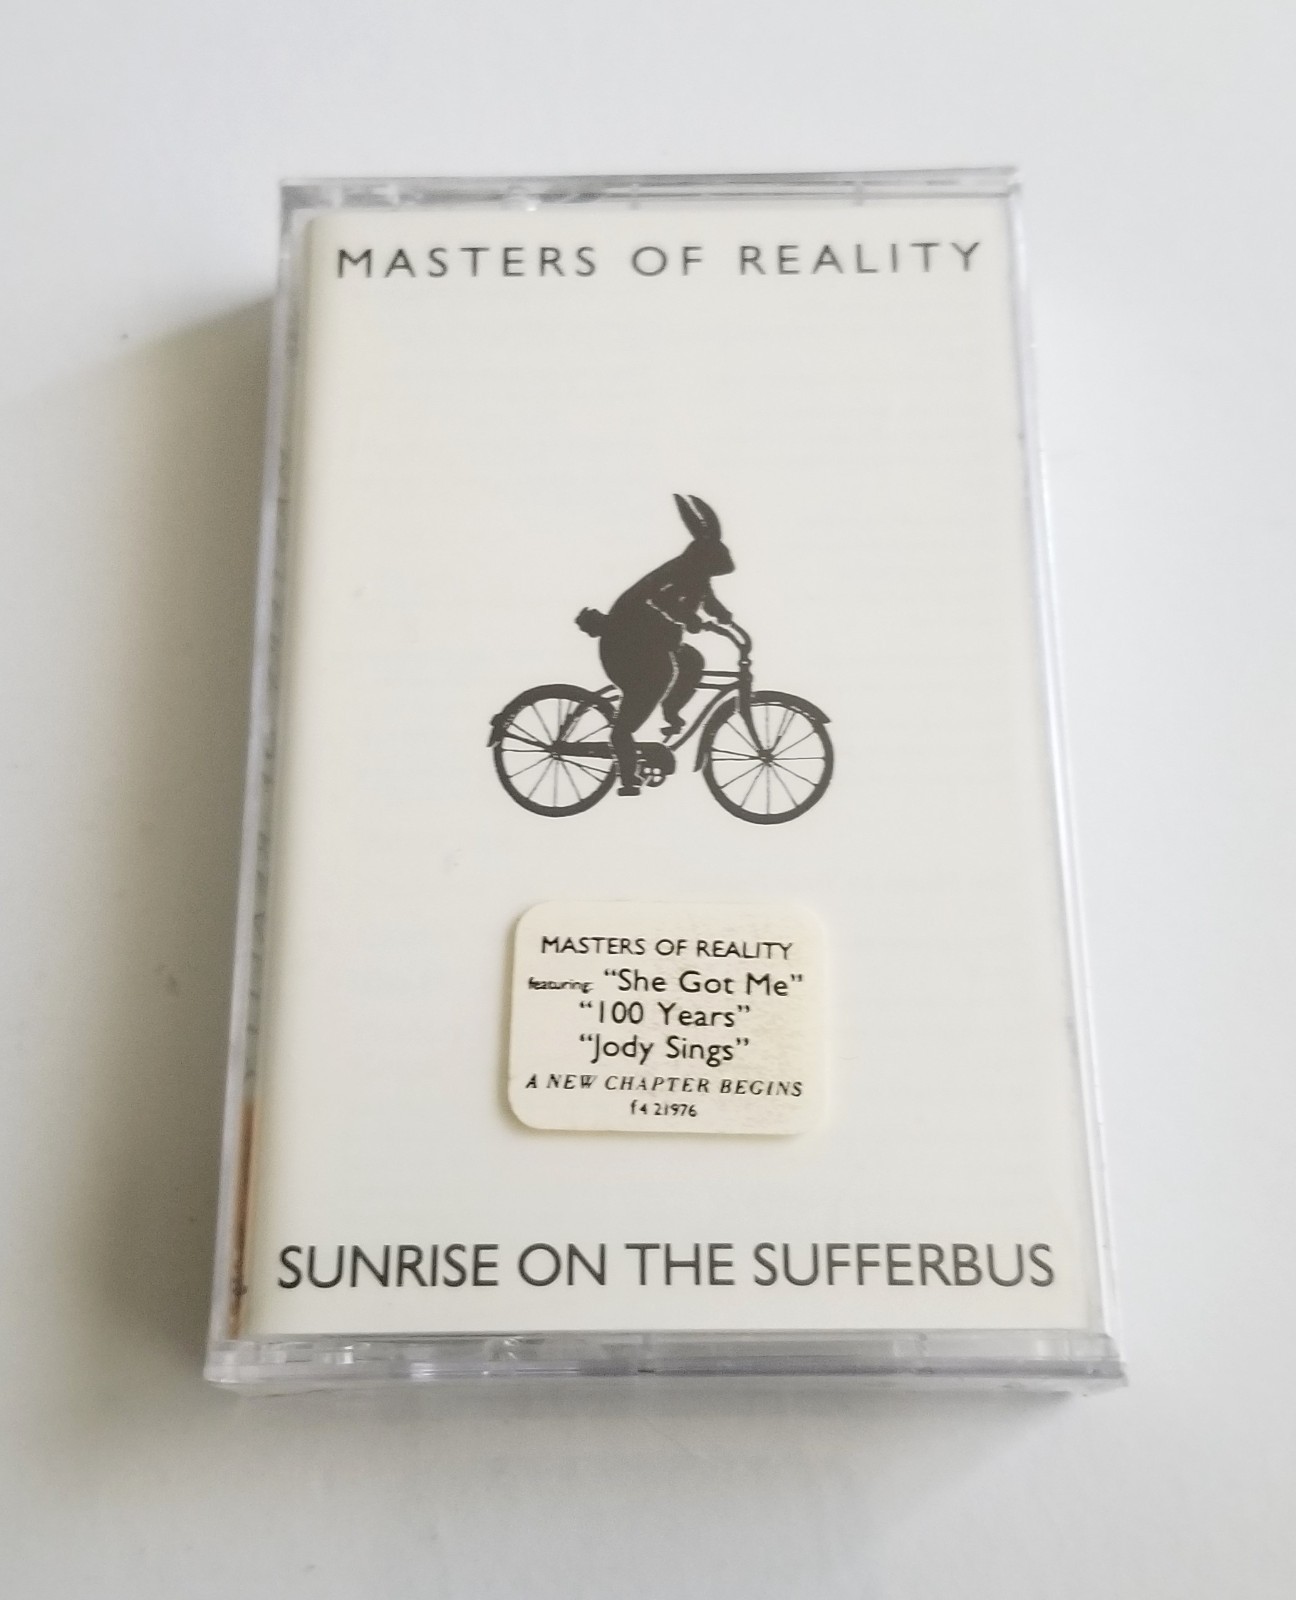 MASTERS OF REALITY
MASTERS OF REALITY
featuring: "She Got Me"
"100 Years"
"Jody Sings"
A NEW CHAPTER BEGINS
f4 21976
SUNRISE ON THE SUFFERBUS